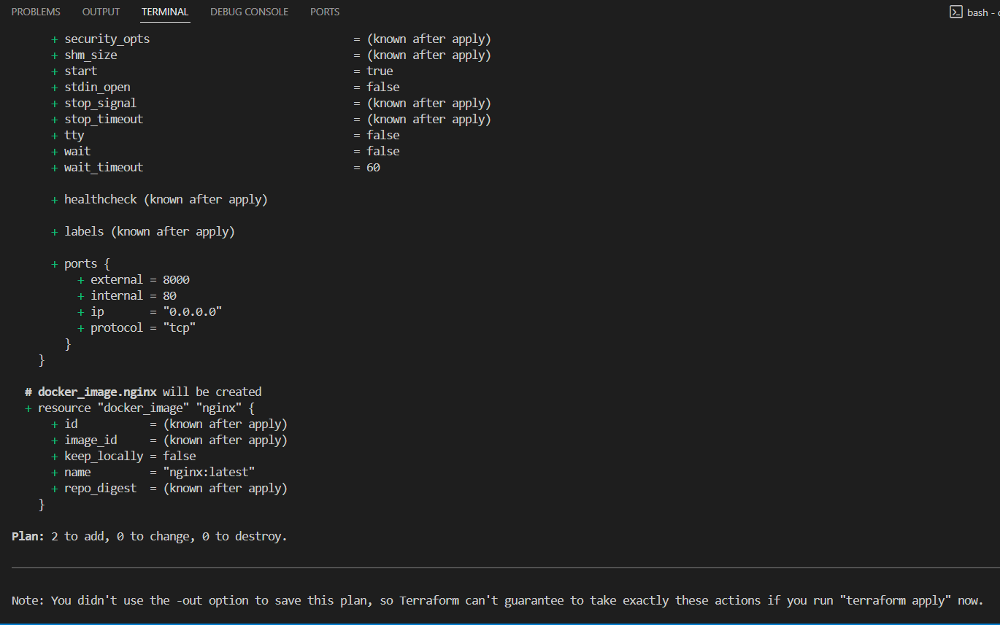 PROBLEMS OUTPUT TERMINAL DEBUG CONSOLE PORTS bash -
+ security_opts = (known after apply)
+ shm_size = (known after apply)
+ start = true
+ stdin_open = false
+ stop_signal = (known after apply)
+ stop_timeout = (known after apply)
+ tty = false
+ wait = false
+ wait_timeout = 60
+ healthcheck (known after apply)
+ labels (known after apply)
+ ports {
+ external = 8000
+ internal = 80
+ ip = "0.0.0.0"
+ protocol = "tcp"
}
}
# docker_image.nginx will be created
+ resource "docker_image" "nginx" {
+ id = (known after apply)
+ image_id = (known after apply)
+ keep_locally = false
+ name = "nginx:latest"
+ repo_digest = (known after apply)
}
Plan: 2 to add, 0 to change, 0 to destroy.
Note: You didn't use the -out option to save this plan, so Terraform can't guarantee to take exactly these actions if you run "terraform apply" now.